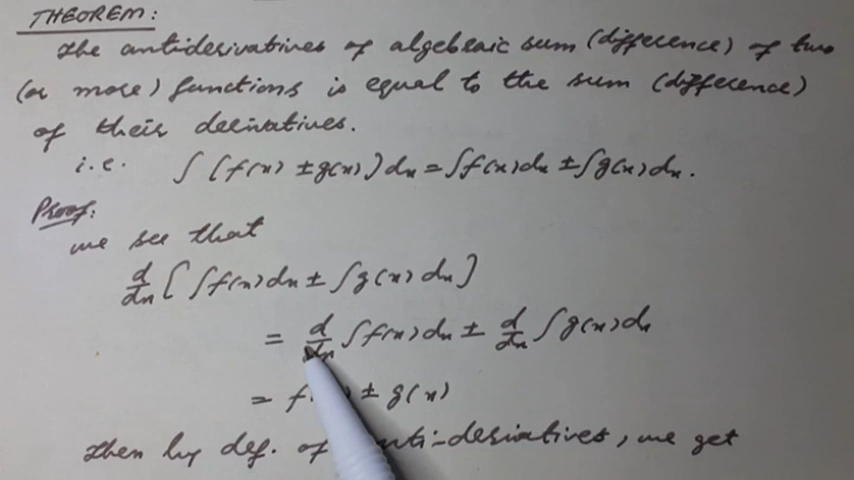 THEOREM:
The antiderivatives of algebraic sum (difference) of two
(or more) functions is equal to the sum (difference)
of their derivatives.
i.e. ∫(f(x) ± g(x))dx = ∫f(x)dx ± ∫g(x)dx.
Proof:
we see that
d/dx [∫f(x)dx ± ∫g(x)dx]
= d/dx ∫f(x)dx ± d/dx ∫g(x)dx
= f ) ± g(x)
Then by def. of anti-derivatives, we get